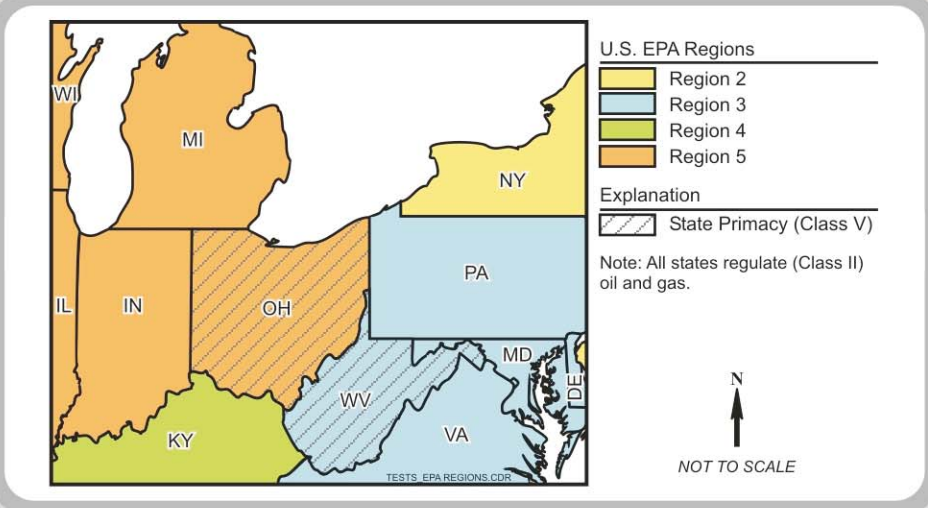 U.S. EPA Regions
Region 2
Region 3
Region 4
Region 5
Explanation
State Primacy (Class V)
Note: All states regulate (Class II)
oil and gas.
N
NOT TO SCALE
WI
MI
NY
PA
IL
IN
OH
MD
DE
WV
VA
KY
TESTS_EPA REGIONS.CDR